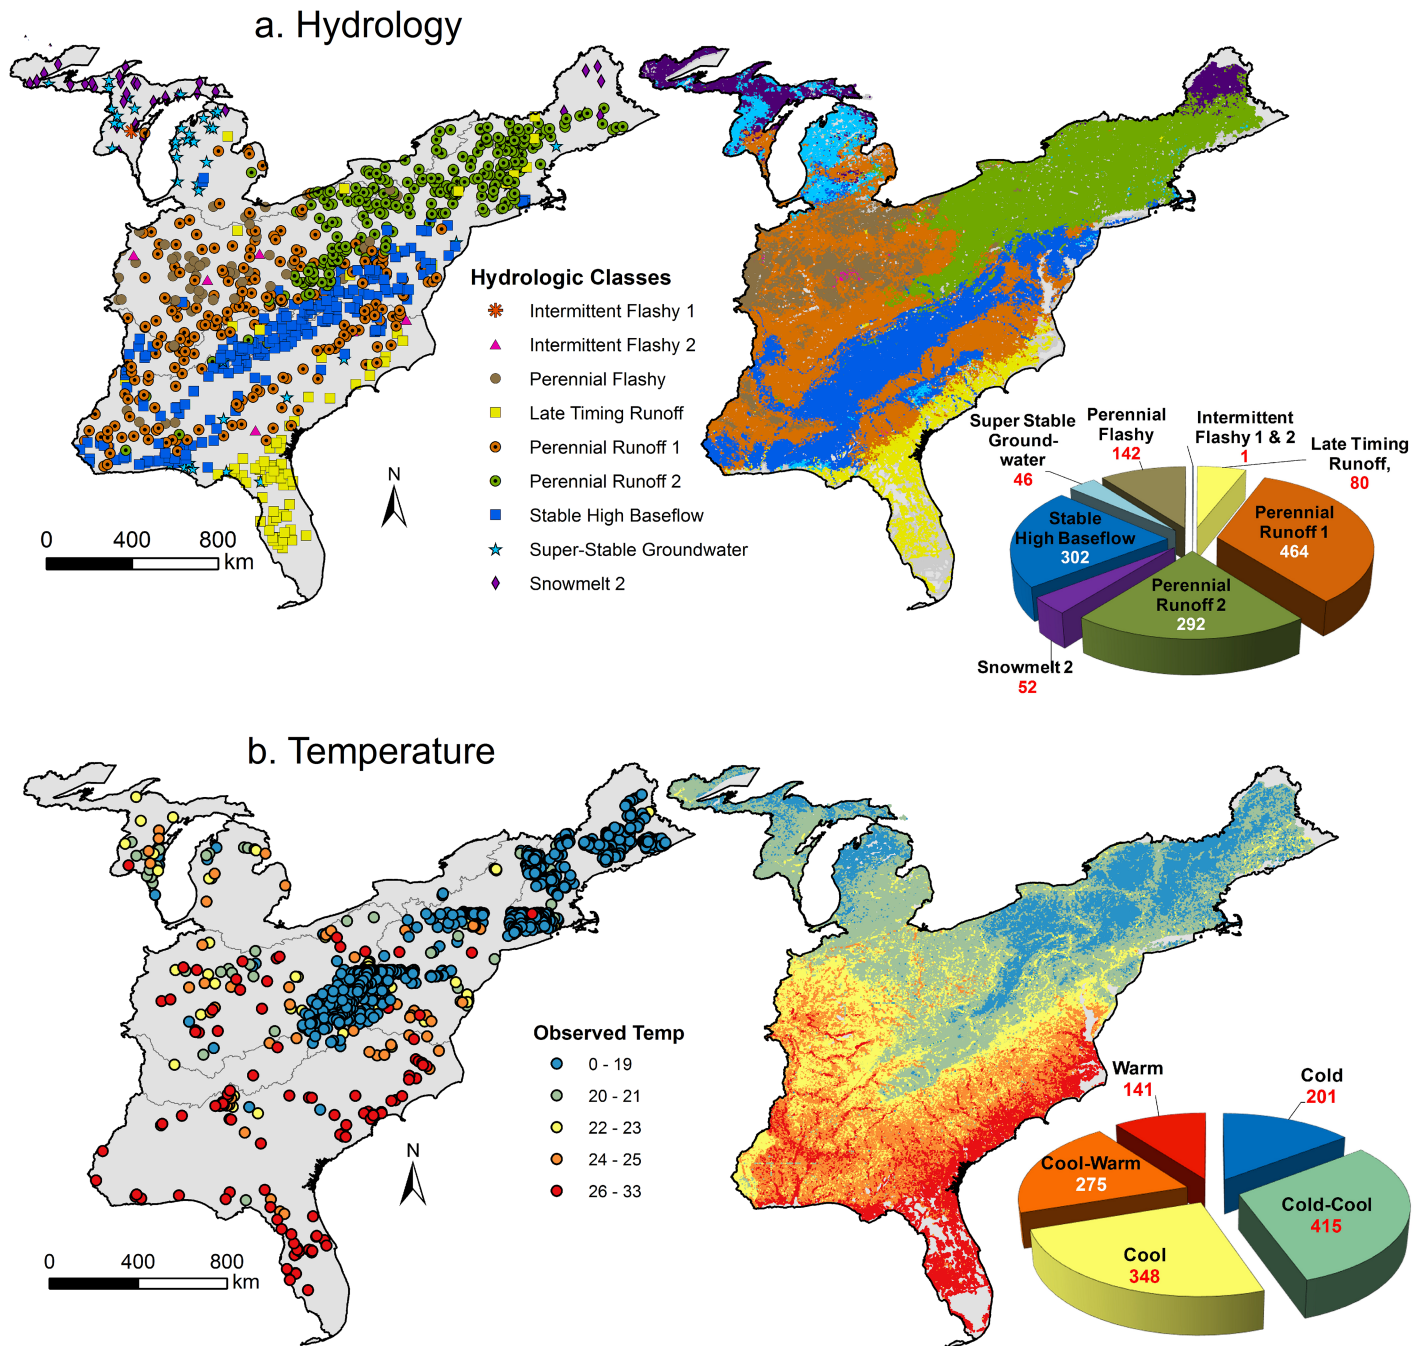 a. Hydrology
Hydrologic Classes
Intermittent Flashy 1
Intermittent Flashy 2
Perennial Flashy
Late Timing Runoff
Perennial Runoff 1
Perennial Runoff 2
Stable High Baseflow
Super-Stable Groundwater
Snowmelt 2
N
0 400 800
km
Super Stable
Ground-
water
46
Perennial
Flashy
142
Intermittent
Flashy 1 & 2
1
Late Timing
Runoff,
80
Stable
High Baseflow
302
Perennial
Runoff 1
464
Perennial
Runoff 2
292
Snowmelt 2
52
b. Temperature
Observed Temp
0 - 19
20 - 21
22 - 23
24 - 25
26 - 33
N
0 400 800
km
Warm
141
Cold
201
Cool-Warm
275
Cold-Cool
415
Cool
348